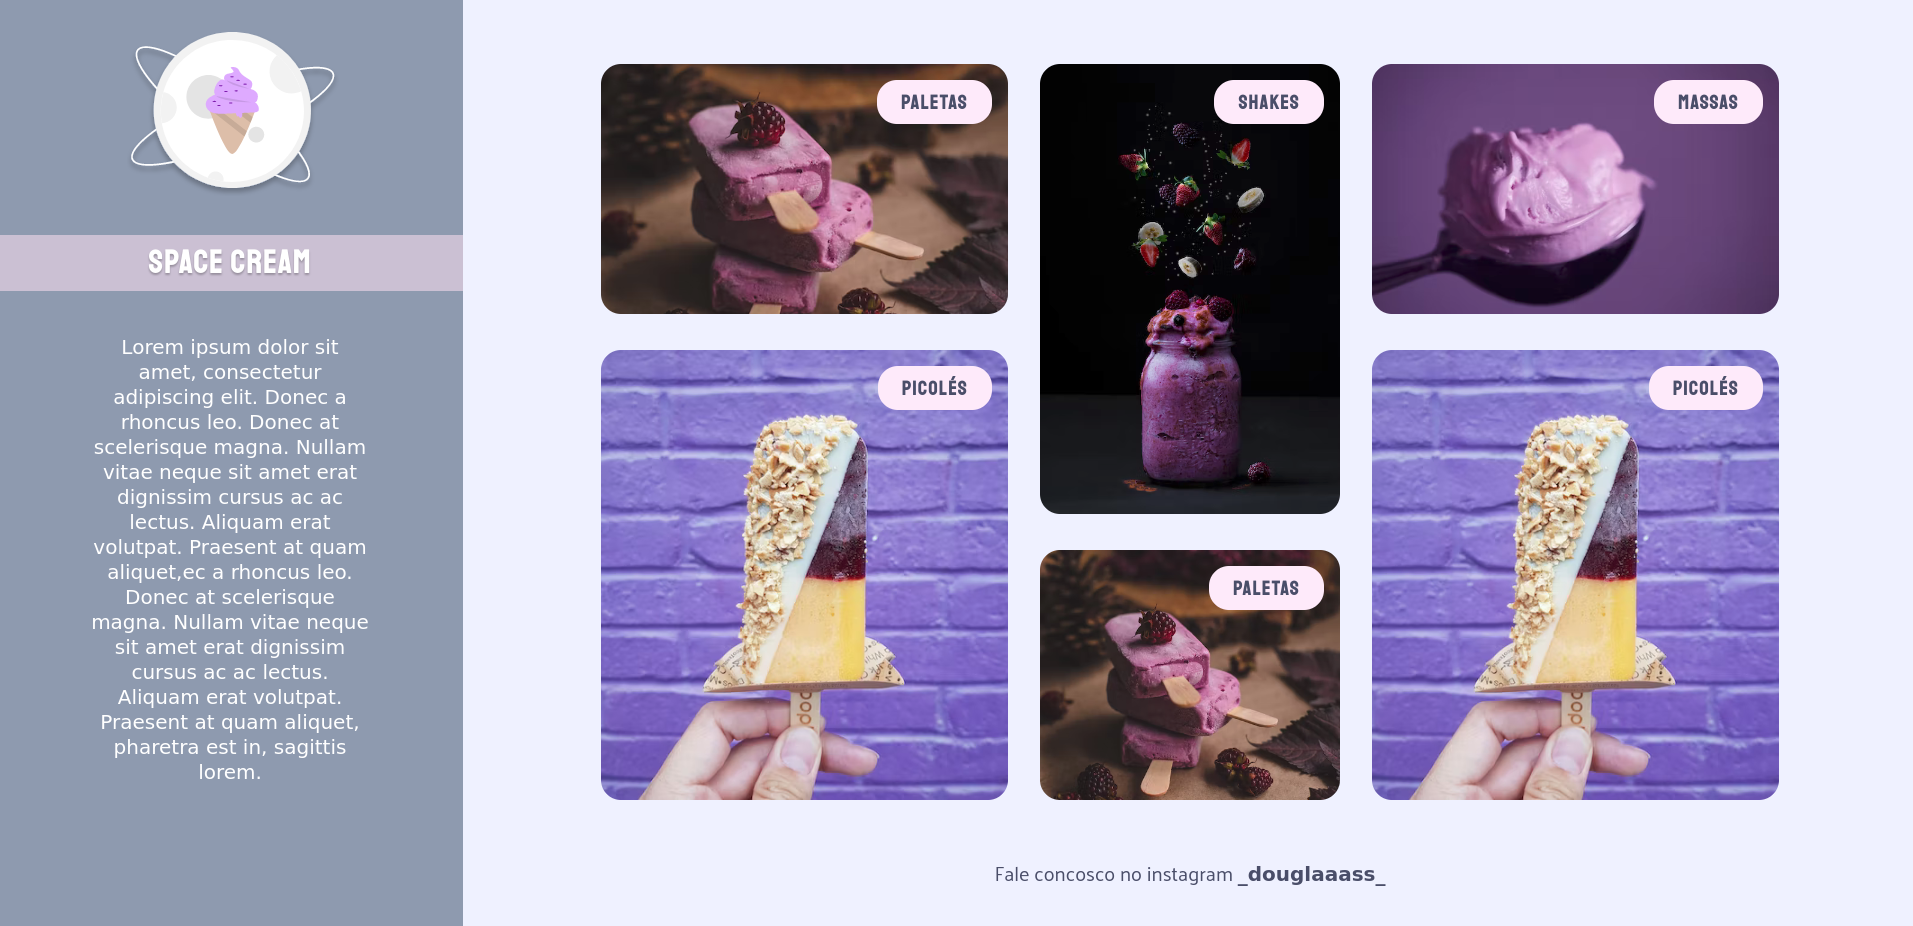 SPACE CREAM
Lorem ipsum dolor sit
amet, consectetur
adipiscing elit. Donec a
rhoncus leo. Donec at
scelerisque magna. Nullam
vitae neque sit amet erat
dignissim cursus ac ac
lectus. Aliquam erat
volutpat. Praesent at quam
aliquet,ec a rhoncus leo.
Donec at scelerisque
magna. Nullam vitae neque
sit amet erat dignissim
cursus ac ac lectus.
Aliquam erat volutpat.
Praesent at quam aliquet,
pharetra est in, sagittis
lorem.
PALETAS
SHAKES
MASSAS
PICOLÉS
PALETAS
PICOLÉS
Fale concosco no instagram _douglaaass_